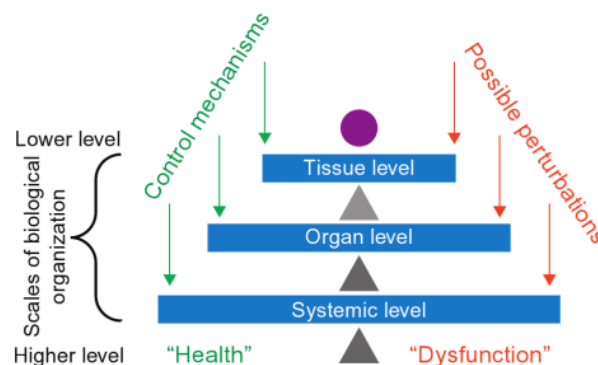 Control mechanisms
Possible perturbations
Lower level
Scales of biological
organization
Tissue level
Organ level
Systemic level
Higher level
“Health”
“Dysfunction”